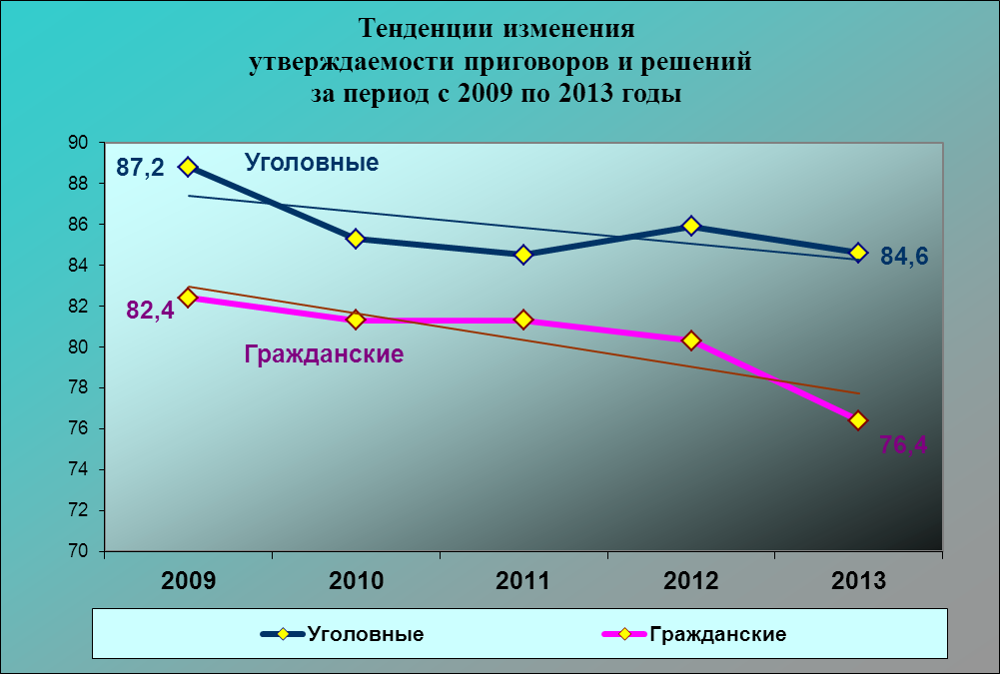 Тенденции изменения
утверждаемости приговоров и решений
за период с 2009 по 2013 годы
90
88
86
84
82
80
78
76
74
72
70
87,2
Уголовные
84,6
82,4
Гражданские
76,4
2009 2010 2011 2012 2013
Уголовные Гражданские